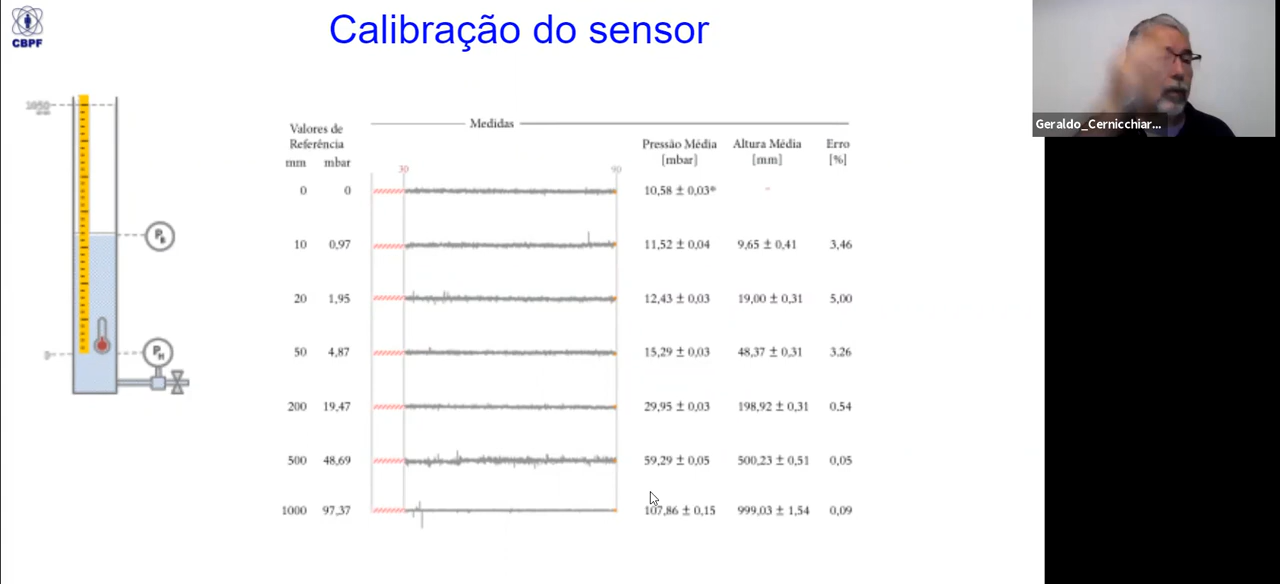 CBPF
Calibração do sensor
Geraldo_Cernicchiar...
Valores de
Referência
mm mbar
Medidas
Pressão Média
[mbar]
Altura Média
[mm]
Erro
[%]
30 90
0 0 10,58 ± 0,03* -
10 0,97 11,52 ± 0,04 9,65 ± 0,41 3,46
20 1,95 12,43 ± 0,03 19,00 ± 0,31 5,00
50 4,87 15,29 ± 0,03 48,37 ± 0,31 3,26
200 19,47 29,95 ± 0,03 198,92 ± 0,31 0,54
500 48,69 59,29 ± 0,05 500,23 ± 0,51 0,05
1000 97,37 107,86 ± 0,15 999,03 ± 1,54 0,09
PB
PH